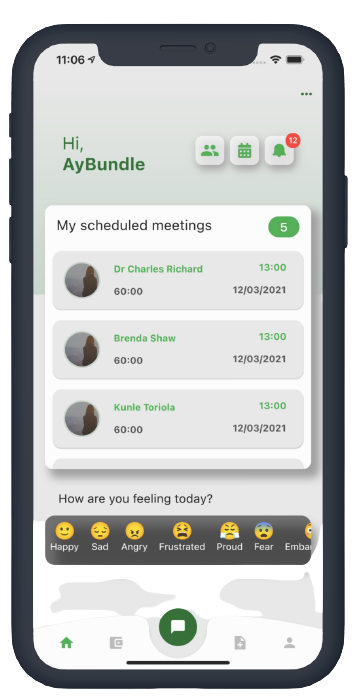 11:06
12
Hi,
AyBundle
My scheduled meetings
5
Dr Charles Richard 13:00
60:00 12/03/2021
Brenda Shaw 13:00
60:00 12/03/2021
Kunle Toriola 13:00
60:00 12/03/2021
How are you feeling today?
Happy Sad Angry Frustrated Proud Fear Embar